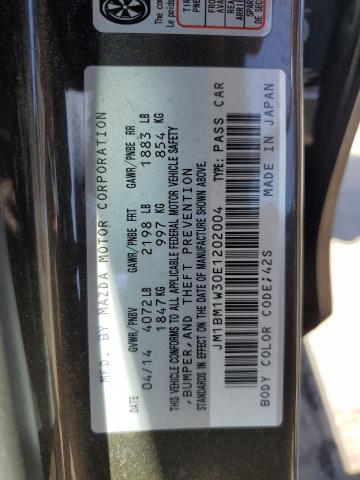 MFD. BY MAZDA MOTOR CORPORATION
DATE GVWR/PNBV GAWR/PNBE FRT GAWR/PNBE RR
04/14 4072LB 2198 LB 1883 LB
1847KG 997 KG 854 KG
THIS VEHICLE CONFORMS TO ALL APPLICABLE FEDERAL MOTOR VEHICLE SAFETY
,BUMPER,AND THEFT PREVENTION
STANDARDS IN EFFECT ON THE DATE OF MANUFACTURE SHOWN ABOVE.
JM1BM1W30E1202004 TYPE: PASS CAR
BODY COLOR CODE;42S MADE IN JAPAN